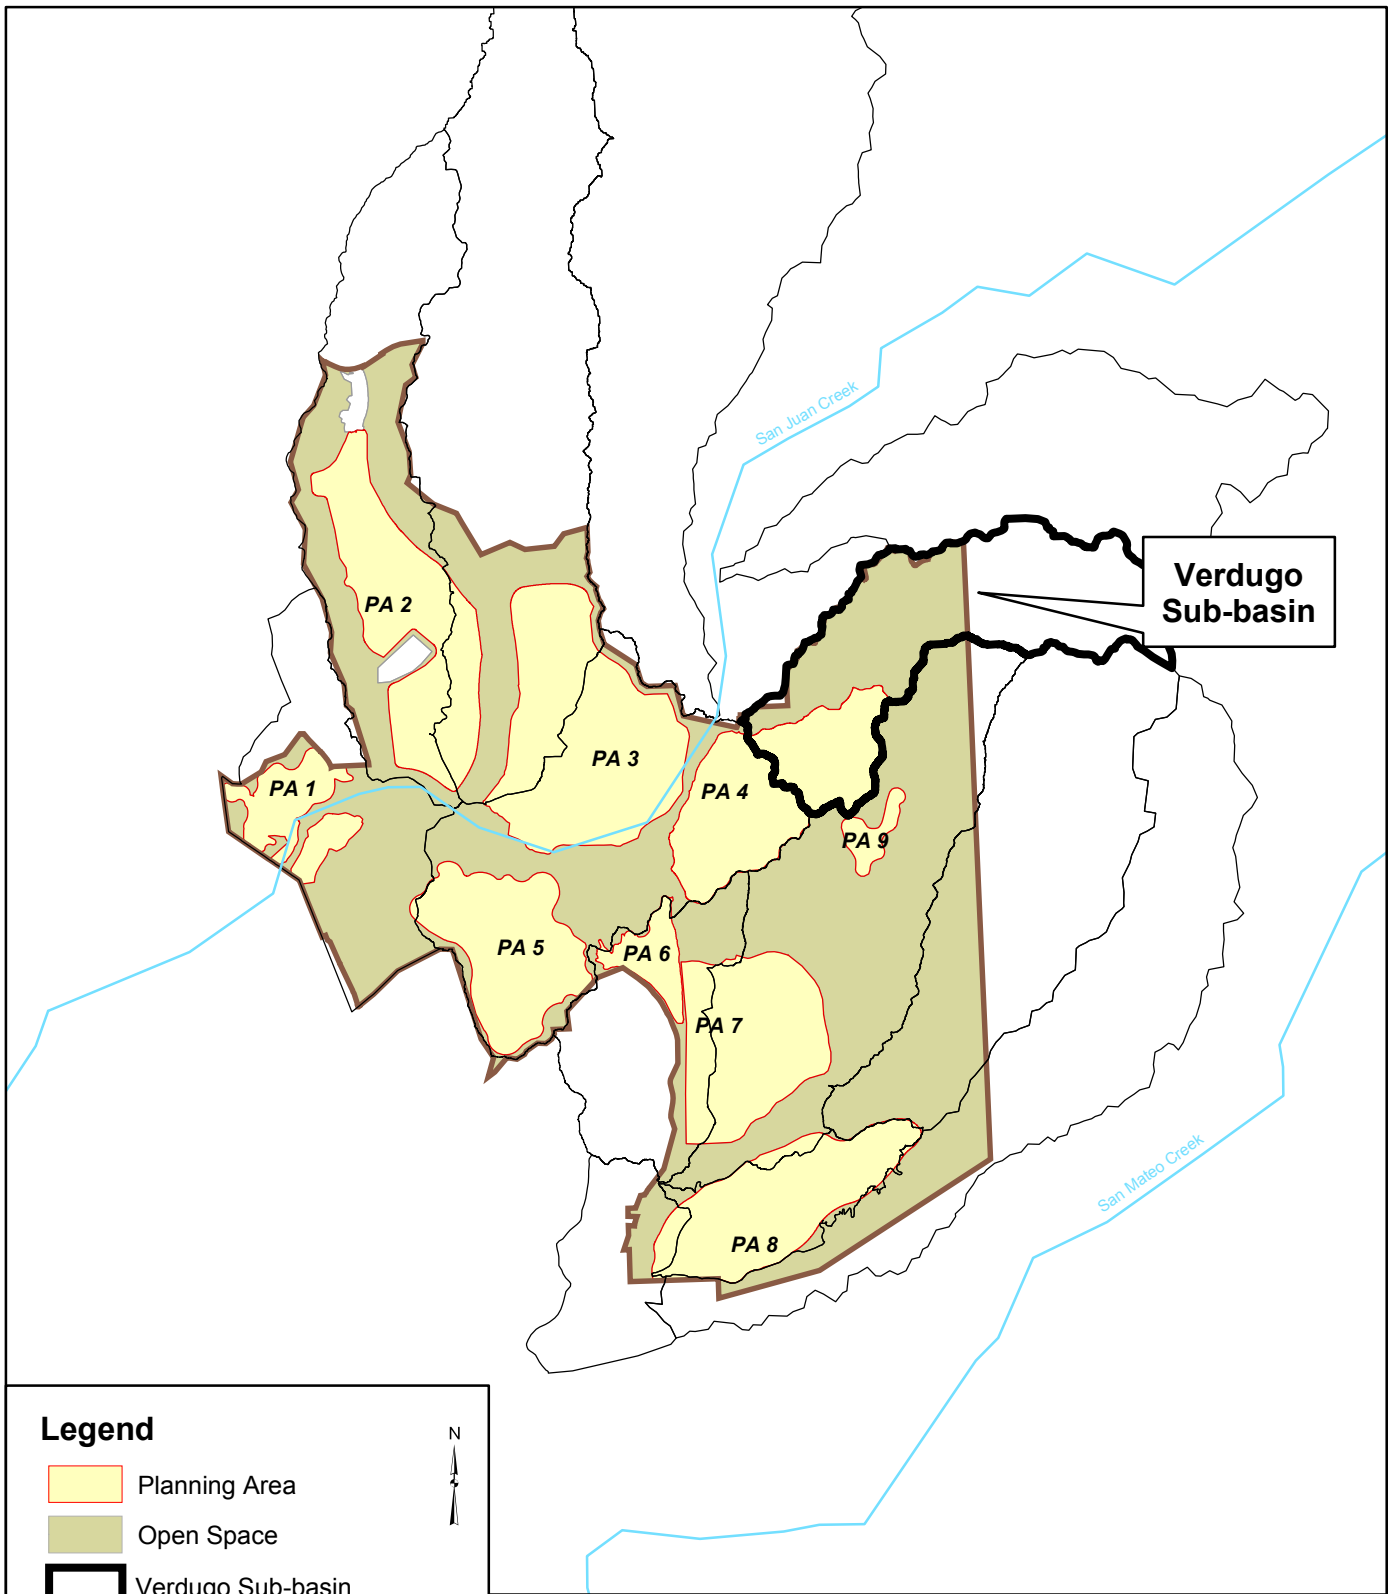 San Juan Creek
Verdugo
Sub-basin
PA 2
PA 3
PA 1
PA 4
PA 9
PA 5
PA 6
PA 7
San Mateo Creek
PA 8
Legend
N
Planning Area
Open Space
Verdugo Sub-basin